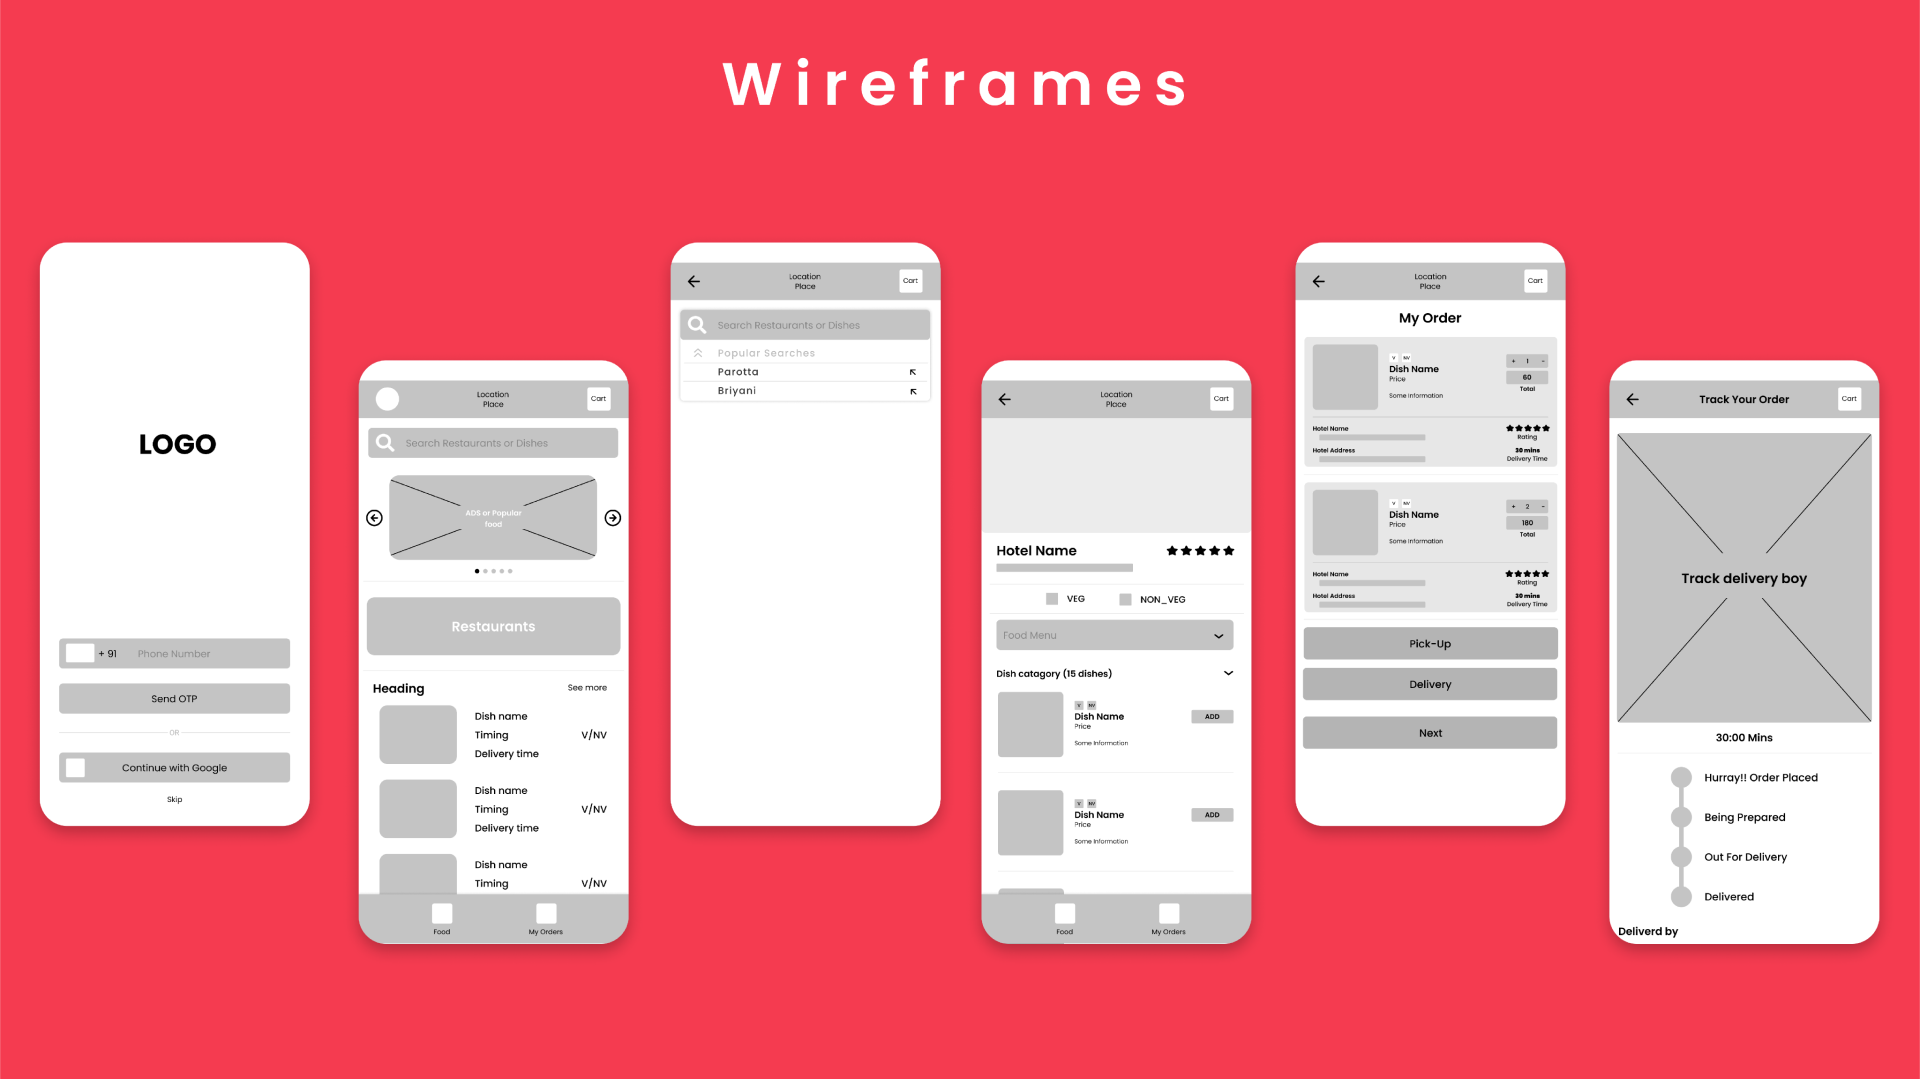 Wireframes
LOGO
+ 91 Phone Number
Send OTP
OR
Continue with Google
Skip
Location
Place
Cart
Search Restaurants or Dishes
ADS or Popular
food
Restaurants
Heading See more
Dish name
Timing V/NV
Delivery time
Dish name
Timing V/NV
Delivery time
Dish name
Timing V/NV
Food My Orders
Location
Place
Cart
Search Restaurants or Dishes
Popular Searches
Parotta
Briyani
Location
Place
Cart
Hotel Name
VEG NON_VEG
Food Menu
Dish catagory (15 dishes)
V NV
Dish Name
Price
Some Information
ADD
V NV
Dish Name
Price
Some Information
ADD
Food My Orders
Location
Place
Cart
My Order
V NV
Dish Name
Price
Some Information
+ 1 -
60
Total
Hotel Name
Rating
Hotel Address
30 mins
Delivery Time
V NV
Dish Name
Price
Some Information
+ 2 -
180
Total
Hotel Name
Rating
Hotel Address
30 mins
Delivery Time
Pick-Up
Delivery
Next
Track Your Order
Cart
Track delivery boy
30:00 Mins
Hurray!! Order Placed
Being Prepared
Out For Delivery
Delivered
Deliverd by